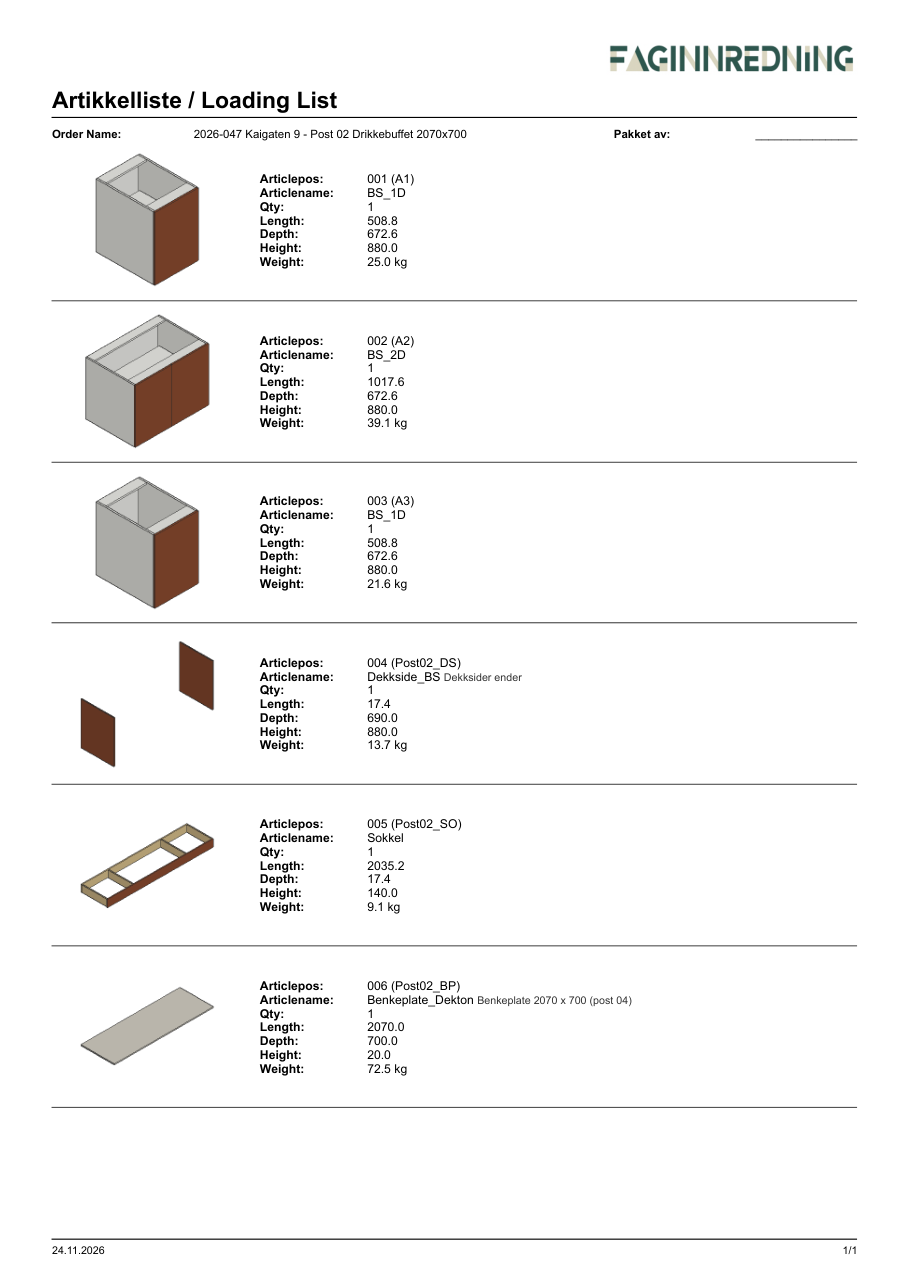 FAGINNREDNING
Artikkelliste / Loading List
Order Name: 2026-047 Kaigaten 9 - Post 02 Drikkebuffet 2070x700 Pakket av: ________________
Articlepos: 001 (A1)
Articlename: BS_1D
Qty: 1
Length: 508.8
Depth: 672.6
Height: 880.0
Weight: 25.0 kg
Articlepos: 002 (A2)
Articlename: BS_2D
Qty: 1
Length: 1017.6
Depth: 672.6
Height: 880.0
Weight: 39.1 kg
Articlepos: 003 (A3)
Articlename: BS_1D
Qty: 1
Length: 508.8
Depth: 672.6
Height: 880.0
Weight: 21.6 kg
Articlepos: 004 (Post02_DS)
Articlename: Dekkside_BS Dekksider ender
Qty: 1
Length: 17.4
Depth: 690.0
Height: 880.0
Weight: 13.7 kg
Articlepos: 005 (Post02_SO)
Articlename: Sokkel
Qty: 1
Length: 2035.2
Depth: 17.4
Height: 140.0
Weight: 9.1 kg
Articlepos: 006 (Post02_BP)
Articlename: Benkeplate_Dekton Benkeplate 2070 x 700 (post 04)
Qty: 1
Length: 2070.0
Depth: 700.0
Height: 20.0
Weight: 72.5 kg
24.11.2026 1/1